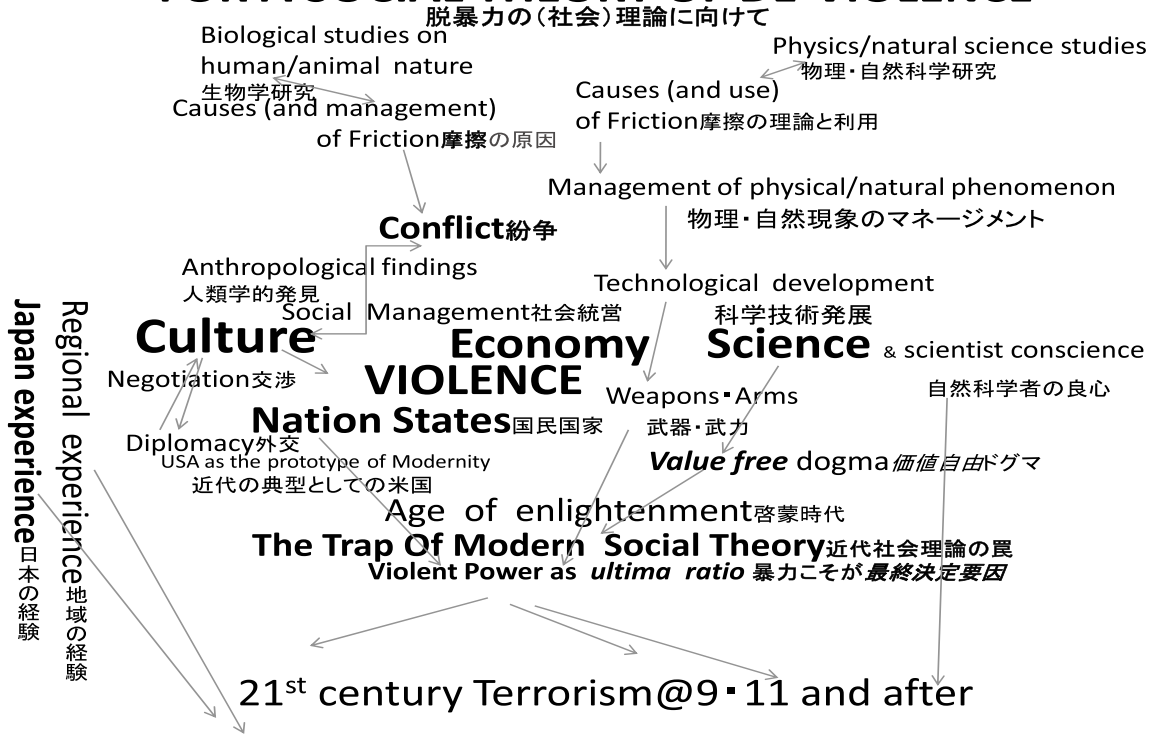 FOR A SOCIAL THEORY OF DE-VIOLENCE
脱暴力の（社会）理論に向けて
Biological studies on
human/animal nature
生物学研究
Physics/natural science studies
物理・自然科学研究
Causes (and management)
of Friction摩擦の原因
Causes (and use)
of Friction摩擦の理論と利用
Management of physical/natural phenomenon
物理・自然現象のマネージメント
Conflict紛争
Anthropological findings
人類学的発見
Technological development
科学技術発展
Social Management社会統営
Culture
Economy
Science & scientist conscience
自然科学者の良心
Negotiation交渉
VIOLENCE
Weapons・Arms
武器・武力
Nation States国民国家
Diplomacy外交
USA as the prototype of Modernity
近代の典型としての米国
Value free dogma価値自由ドグマ
Age of enlightenment啓蒙時代
The Trap Of Modern Social Theory近代社会理論の罠
Violent Power as ultima ratio 暴力こそが最終決定要因
Regional experience地域の経験
Japan experience日本の経験
21st century Terrorism@9・11 and after